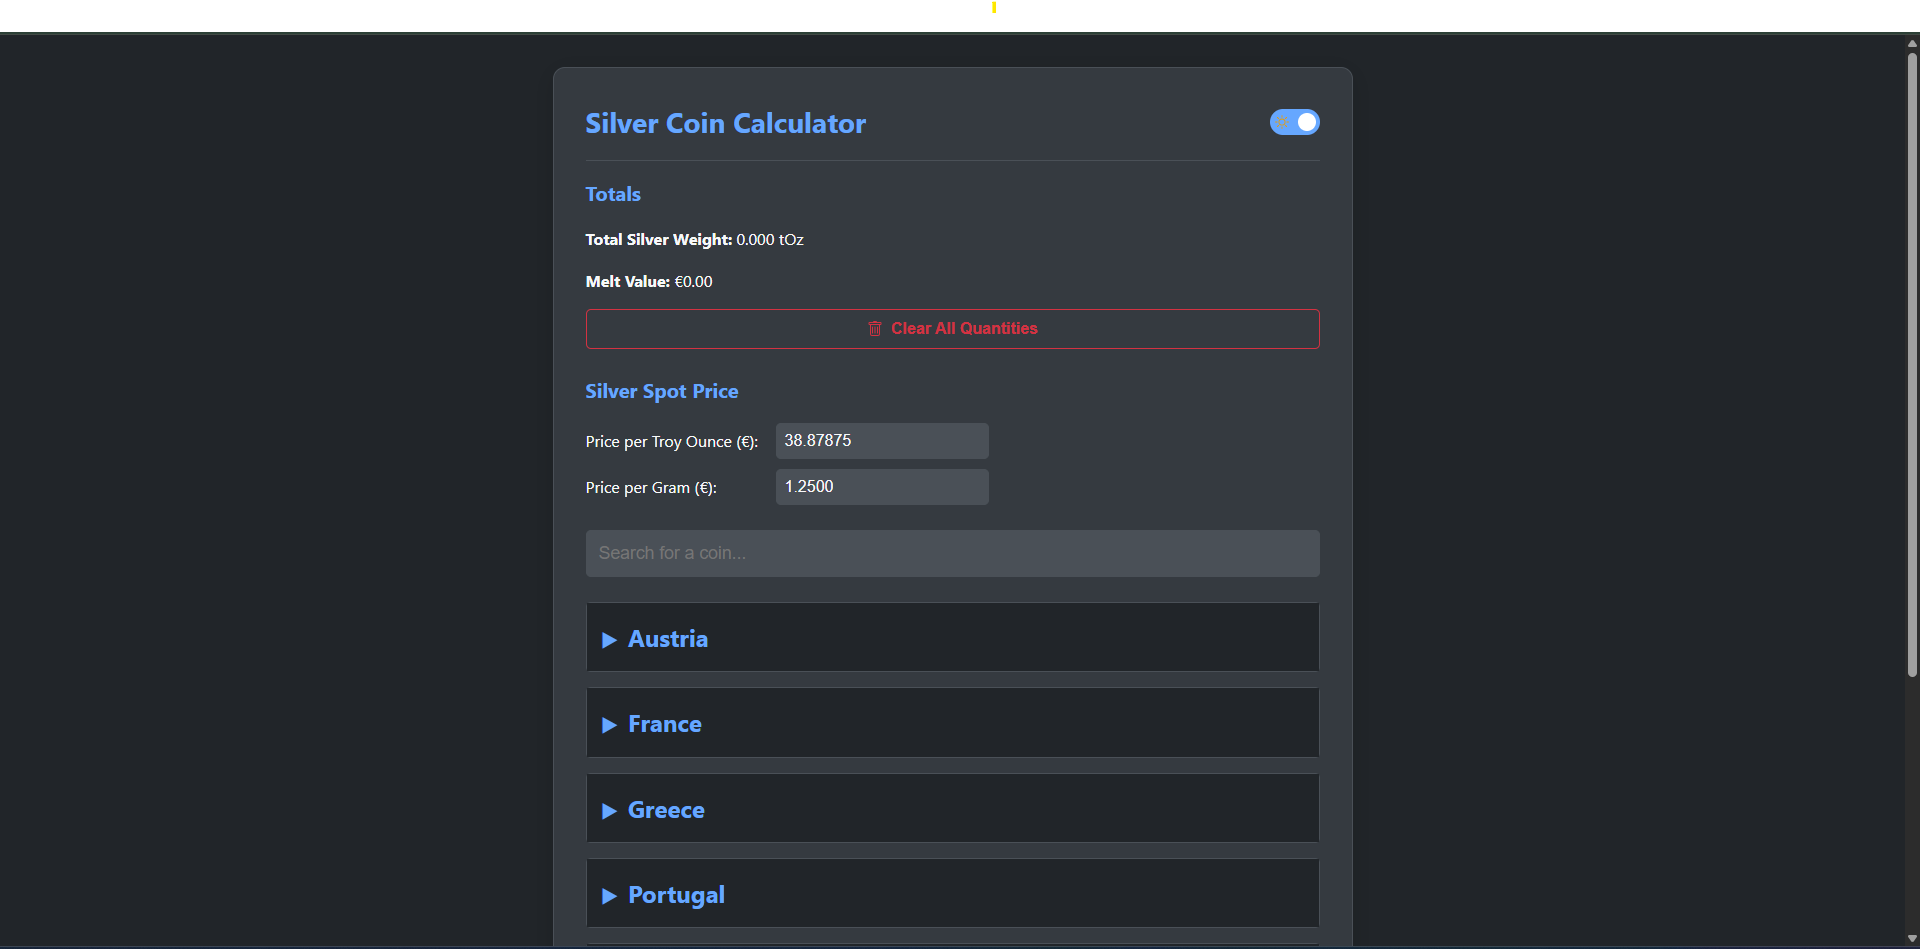 Silver Coin Calculator
Totals
Total Silver Weight: 0.000 tOz
Melt Value: €0.00
Clear All Quantities
Silver Spot Price
Price per Troy Ounce (€): 38.87875
Price per Gram (€): 1.2500
Search for a coin...
Austria
France
Greece
Portugal